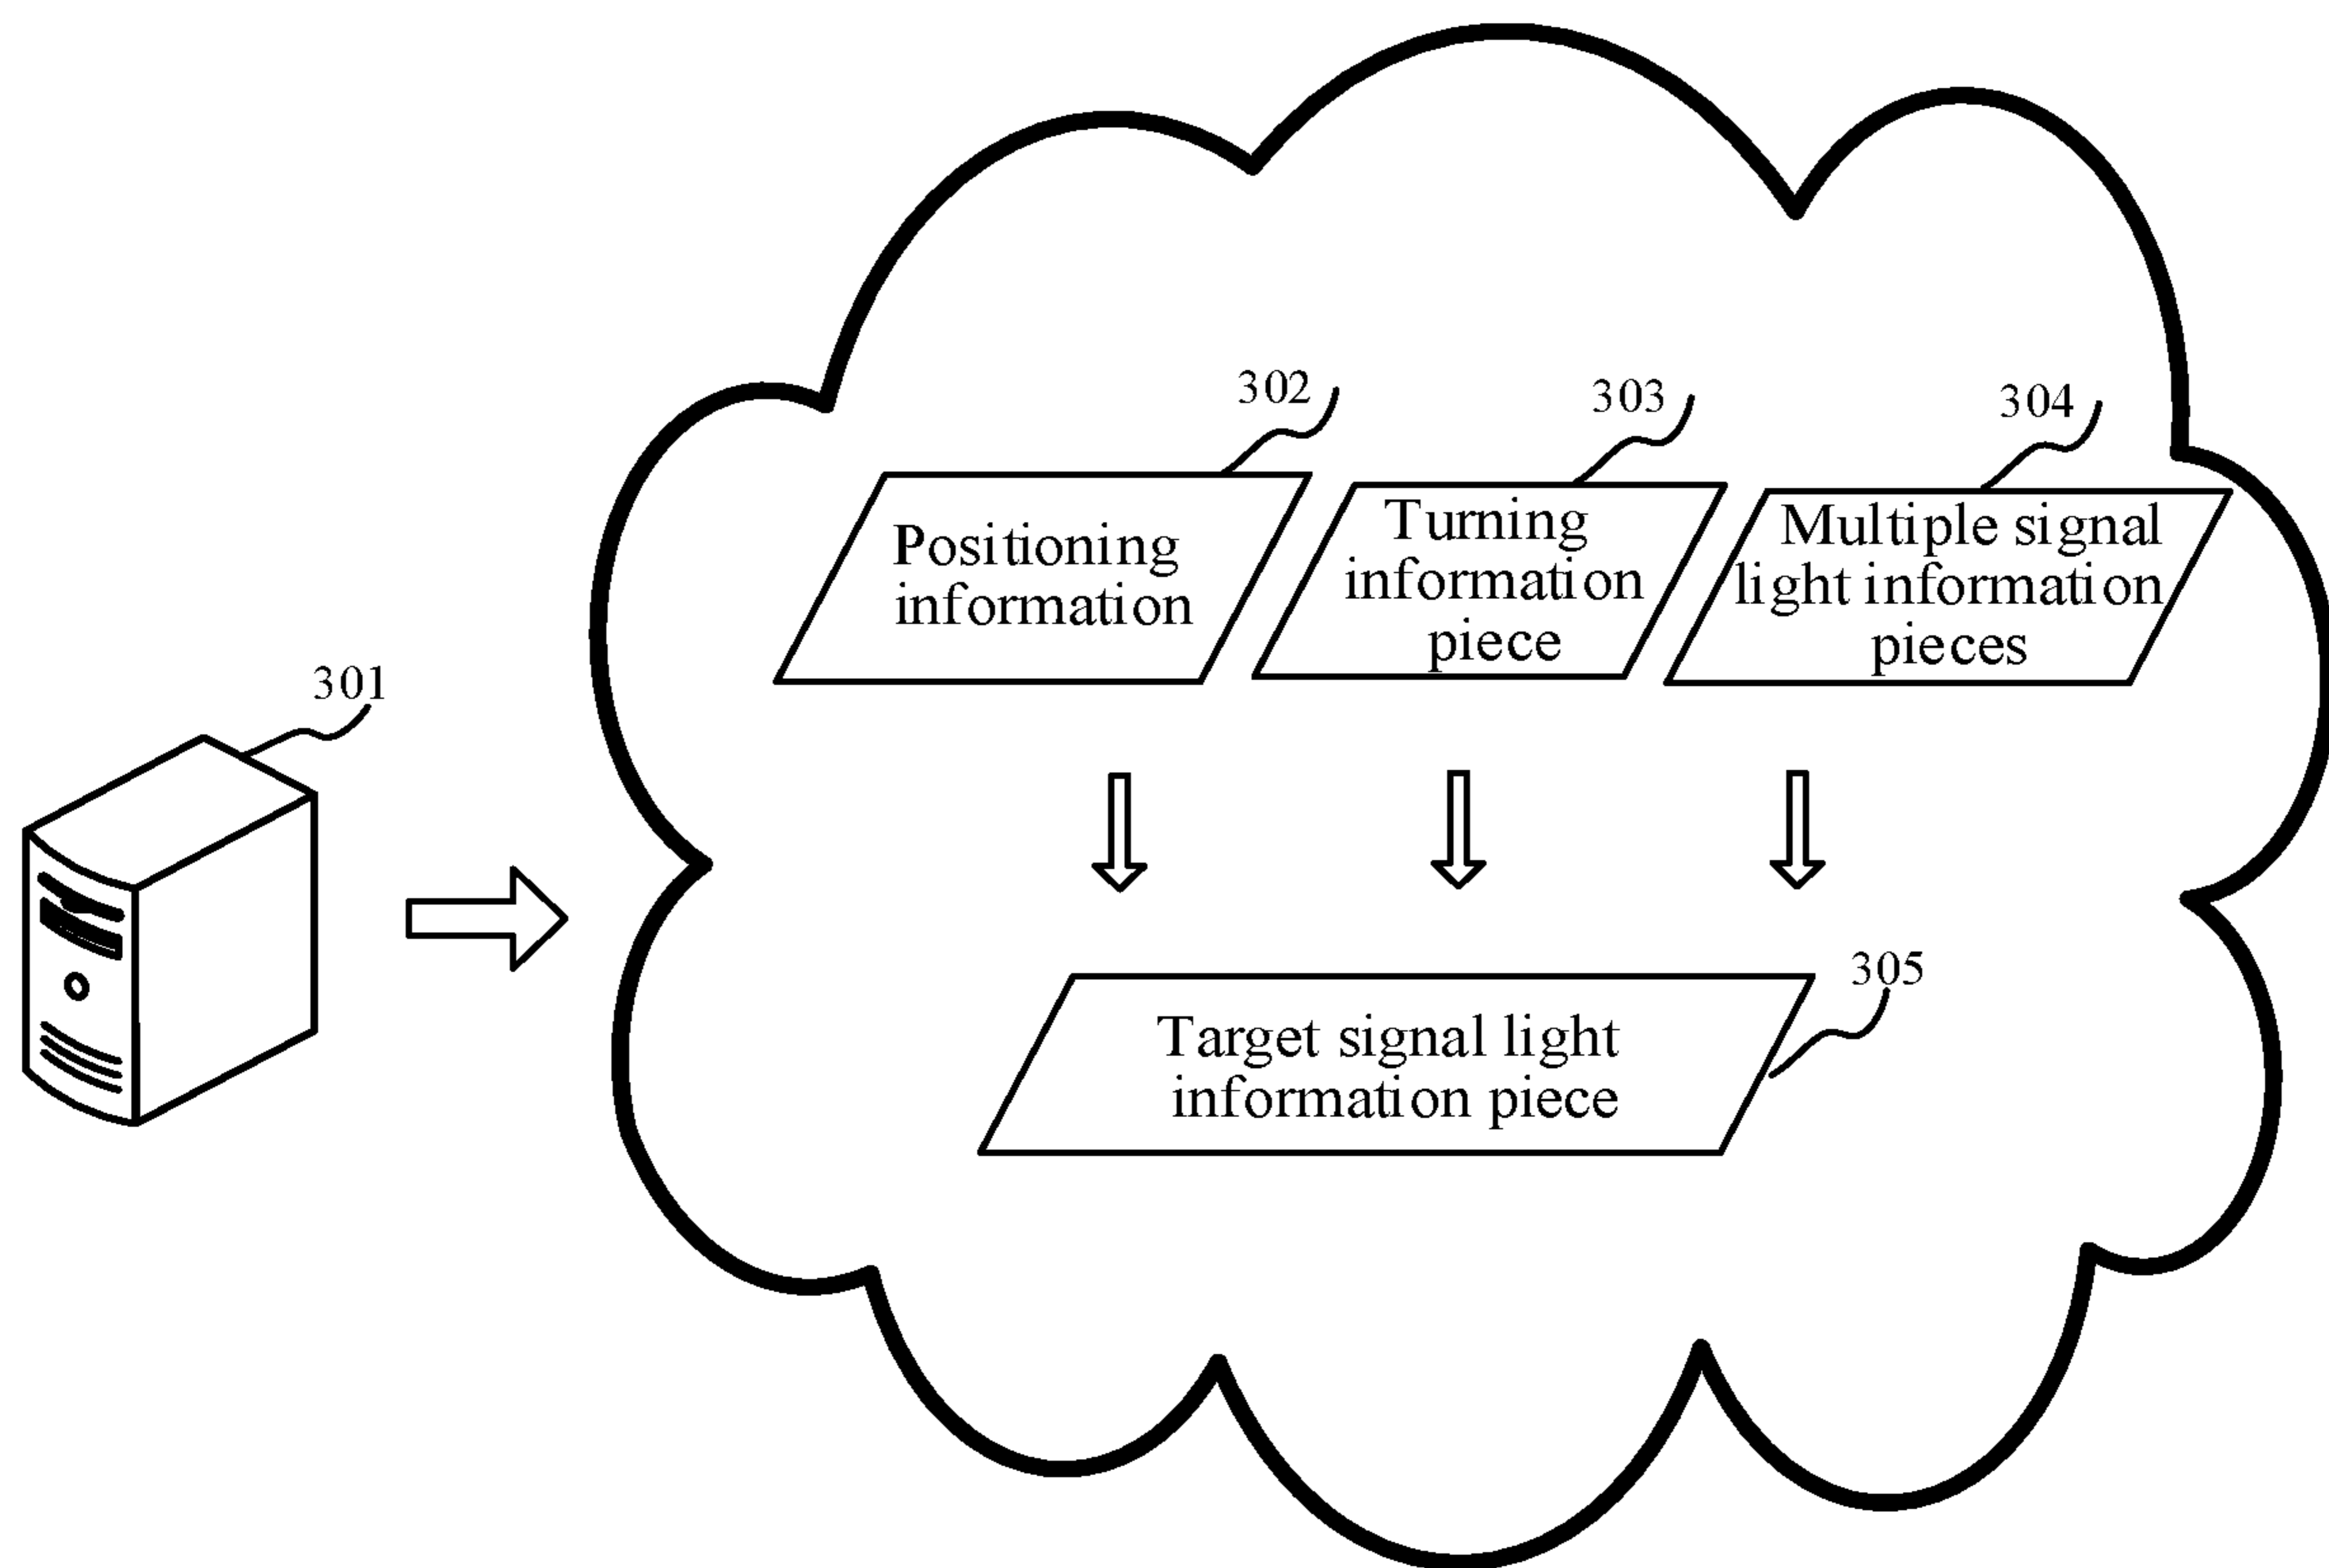 302
303
304
Positioning
information
Turning
information
piece
Multiple signal
light information
pieces
301
305
Target signal light
information piece